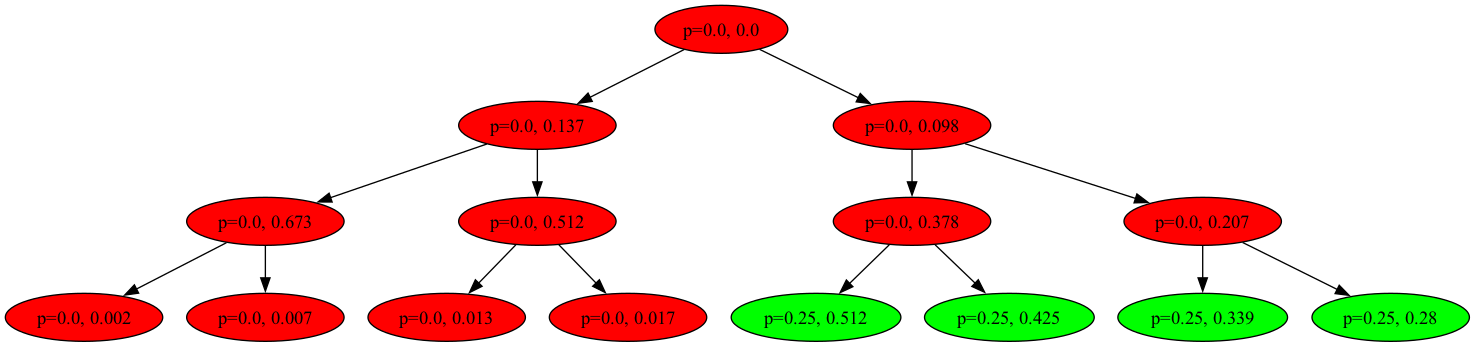 p=0.0, 0.0
p=0.0, 0.137
p=0.0, 0.098
p=0.0, 0.673
p=0.0, 0.512
p=0.0, 0.378
p=0.0, 0.207
p=0.0, 0.002
p=0.0, 0.007
p=0.0, 0.013
p=0.0, 0.017
p=0.25, 0.512
p=0.25, 0.425
p=0.25, 0.339
p=0.25, 0.28